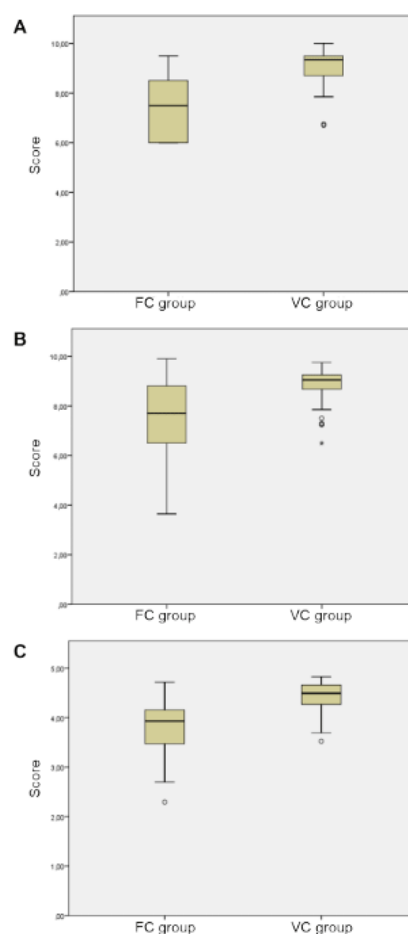 A
10,00
8,00
6,00
4,00
2,00
,00
Score
FC group VC group
B
10,00
8,00
6,00
4,00
2,00
,00
Score
FC group VC group
C
5,00
4,00
3,00
2,00
1,00
,00
Score
FC group VC group